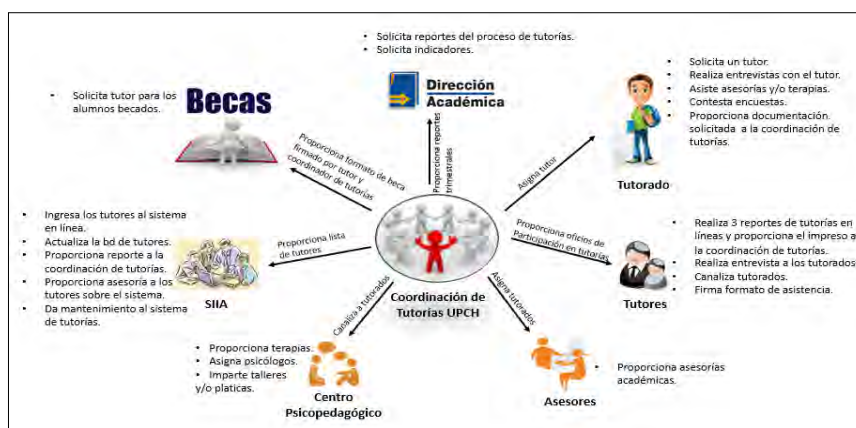 • Solicita reportes del proceso de tutorías.
• Solicita indicadores.
Dirección
Académica
• Solicita tutor para los
alumnos becados.
Becas
• Solicita un tutor.
• Realiza entrevistas con el tutor.
• Asiste asesorías y/o terapias.
• Contesta encuestas.
• Proporciona documentación
solicitada a la coordinación de
tutorías.
Tutorado
Proporciona formato de beca
firmado por tutor y
coordinador de tutorías
Proporciona reportes
trimestrales
Asigna tutor
• Ingresa los tutores al sistema
en línea.
• Actualiza la bd de tutores.
• Proporciona reporte a la
coordinación de tutorías.
• Proporciona asesoría a los
tutores sobre el sistema.
• Da mantenimiento al sistema
de tutorías.
SIIA
Proporciona lista
de tutores
Proporciona oficios de
Participación en tutorías
• Realiza 3 reportes de tutorías en
líneas y proporciona el impreso a
la coordinación de tutorías.
• Realiza entrevista a los tutorados
• Canaliza tutorados.
• Firma formato de asistencia.
Tutores
Coordinación de
Tutorías UPCH
Canaliza a tutorados
Asigna tutorados
• Proporciona terapias.
• Asigna psicólogos.
• Imparte talleres
y/o platicas.
Centro
Psicopedagógico
• Proporciona asesorías
académicas.
Asesores